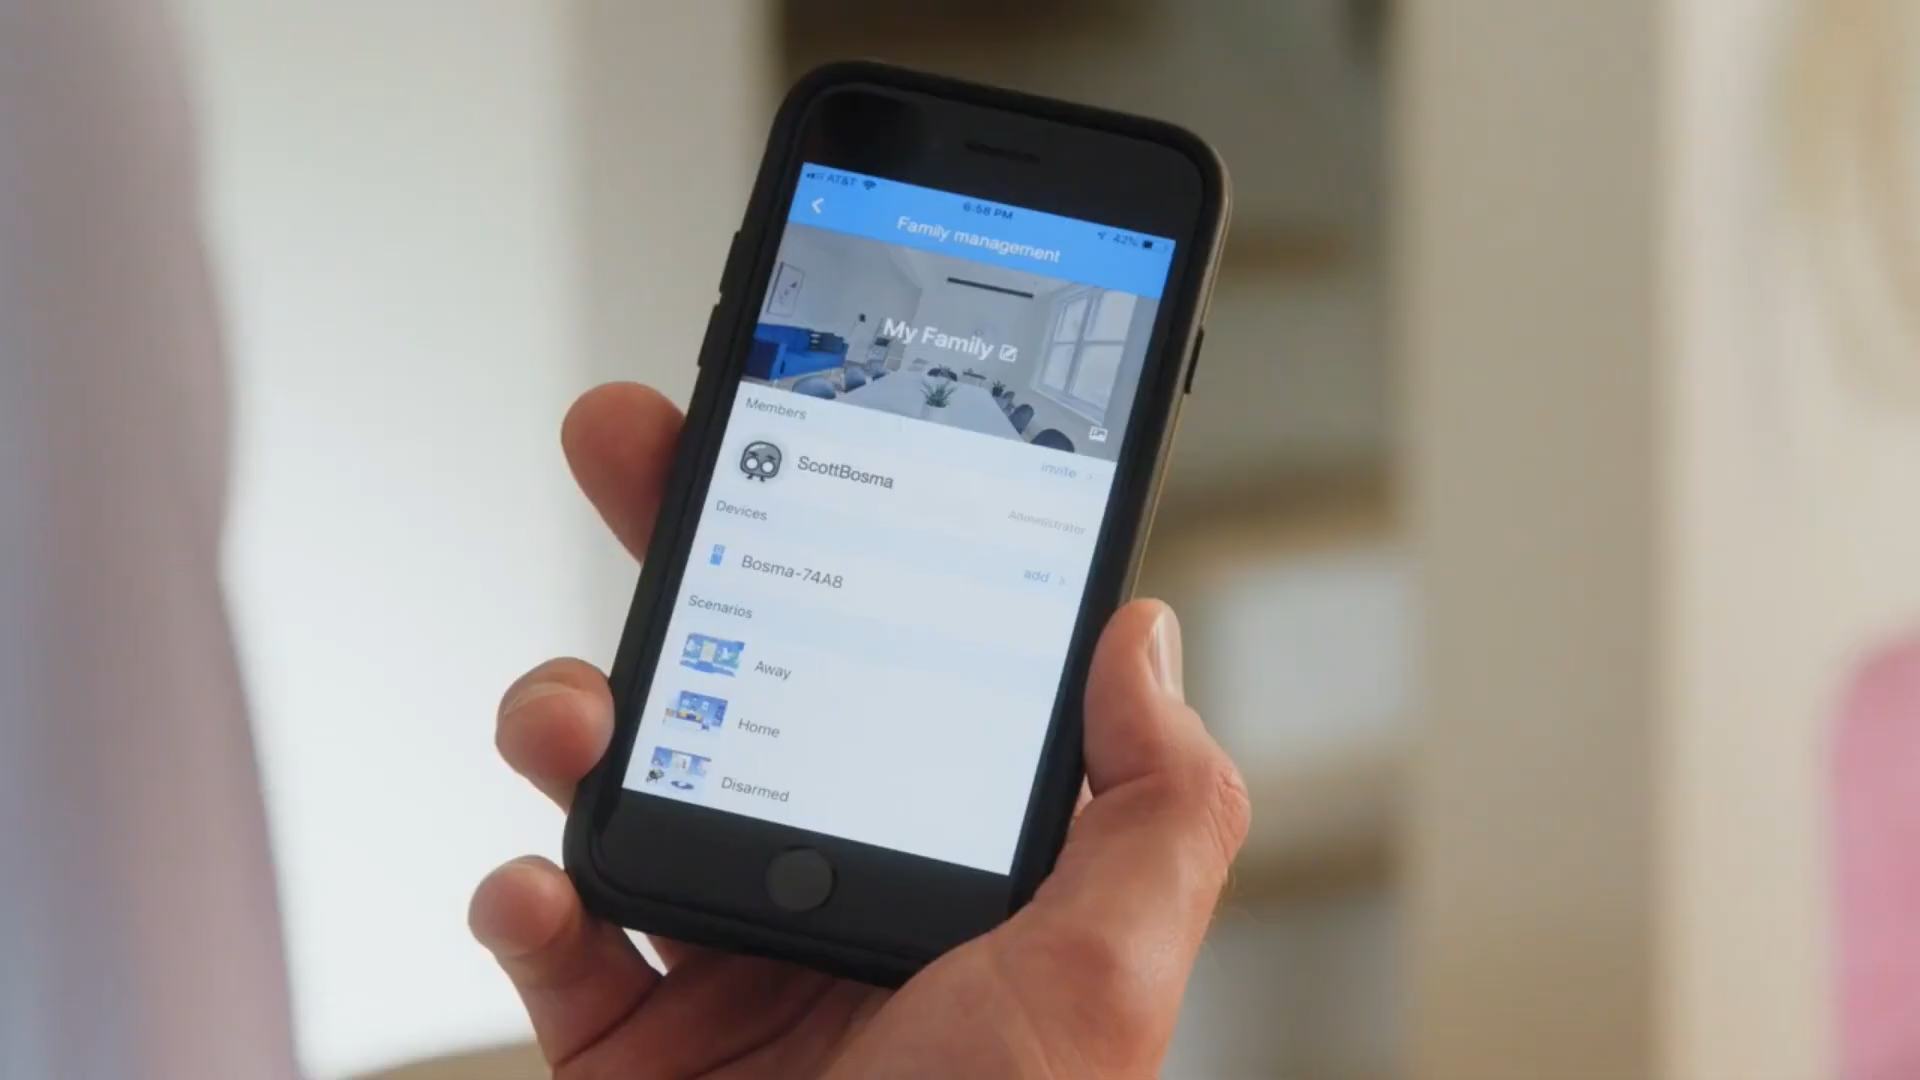 AT&T
6:58 PM
42%
Family management
My Family
Members
invite
ScottBosma
Administrator
Devices
add
Bosma-74A8
Scenarios
Away
Home
Disarmed